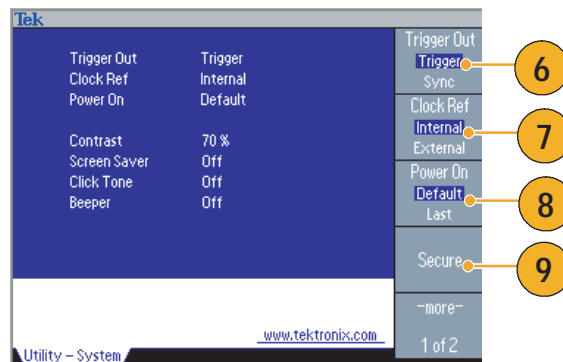 Tek
Trigger Out Trigger
Clock Ref Internal
Power On Default
Contrast 70 %
Screen Saver Off
Click Tone Off
Beeper Off
www.tektronix.com
Utility – System
Trigger Out
Trigger
Sync
Clock Ref
Internal
External
Power On
Default
Last
Secure
-more-
1 of 2
6
7
8
9